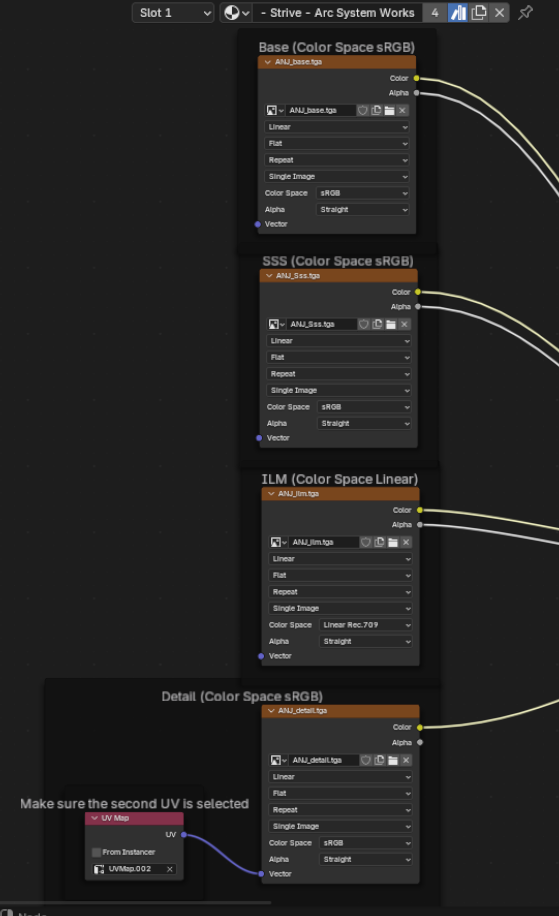 Slot 1
- Strive - Arc System Works
4
Base (Color Space sRGB)
ANJ_base.tga
Color
Alpha
ANJ_base.tga
Linear
Flat
Repeat
Single Image
Color Space sRGB
Alpha Straight
Vector
SSS (Color Space sRGB)
ANJ_Sss.tga
Color
Alpha
ANJ_Sss.tga
Linear
Flat
Repeat
Single Image
Color Space sRGB
Alpha Straight
Vector
ILM (Color Space Linear)
ANJ_ilm.tga
Color
Alpha
ANJ_ilm.tga
Linear
Flat
Repeat
Single Image
Color Space Linear Rec.709
Alpha Straight
Vector
Detail (Color Space sRGB)
ANJ_detail.tga
Color
Alpha
ANJ_detail.tga
Linear
Flat
Repeat
Single Image
Color Space sRGB
Alpha Straight
Vector
Make sure the second UV is selected
UV Map
UV
From Instancer
UVMap.002